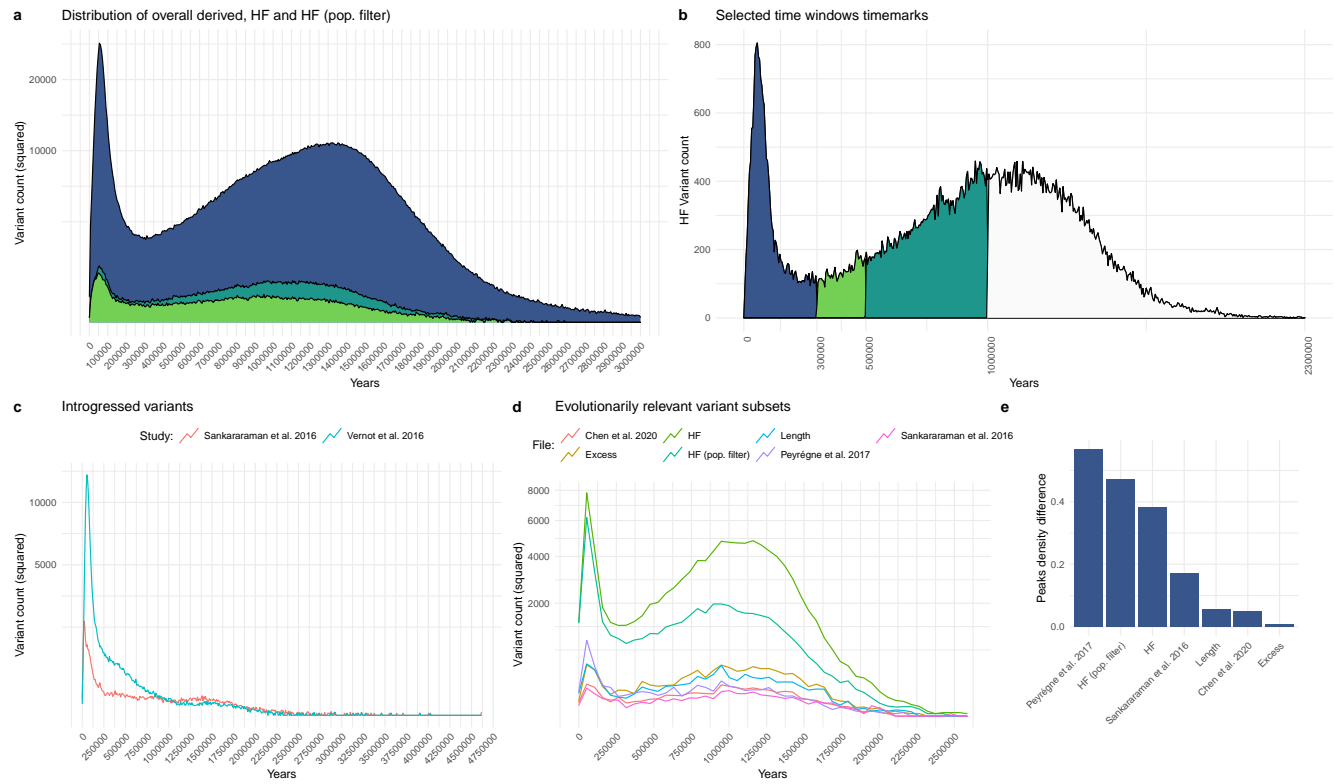 a Distribution of overall derived, HF and HF (pop. filter)
20000
10000
Variant count (squared)
0 100000 200000 300000 400000 500000 600000 700000 800000 900000 1000000 1100000 1200000 1300000 1400000 1500000 1600000 1700000 1800000 1900000 2000000 2100000 2200000 2300000 2400000 2500000 2600000 2700000 2800000 2900000 3000000
Years
b Selected time windows timemarks
800
600
400
200
0
HF Variant count
0 300000 500000 1000000 2300000
Years
c Introgressed variants
Study: Sankararaman et al. 2016 Vernot et al. 2016
10000
5000
Variant count (squared)
0 250000 500000 750000 1000000 1250000 1500000 1750000 2000000 2250000 2500000 2750000 3000000 3250000 3500000 3750000 4000000 4250000 4500000 4750000
Years
d Evolutionarily relevant variant subsets
File: Chen et al. 2020 HF Length Sankararaman et al. 2016
Excess HF (pop. filter) Peyrégne et al. 2017
8000
6000
4000
2000
Variant count (squared)
0 250000 500000 750000 1000000 1250000 1500000 1750000 2000000 2250000 2500000
Years
e
0.4
0.2
0.0
Peaks density difference
Peyrégne et al. 2017 HF (pop. filter) HF Sankararaman et al. 2016 Length Chen et al. 2020 Excess